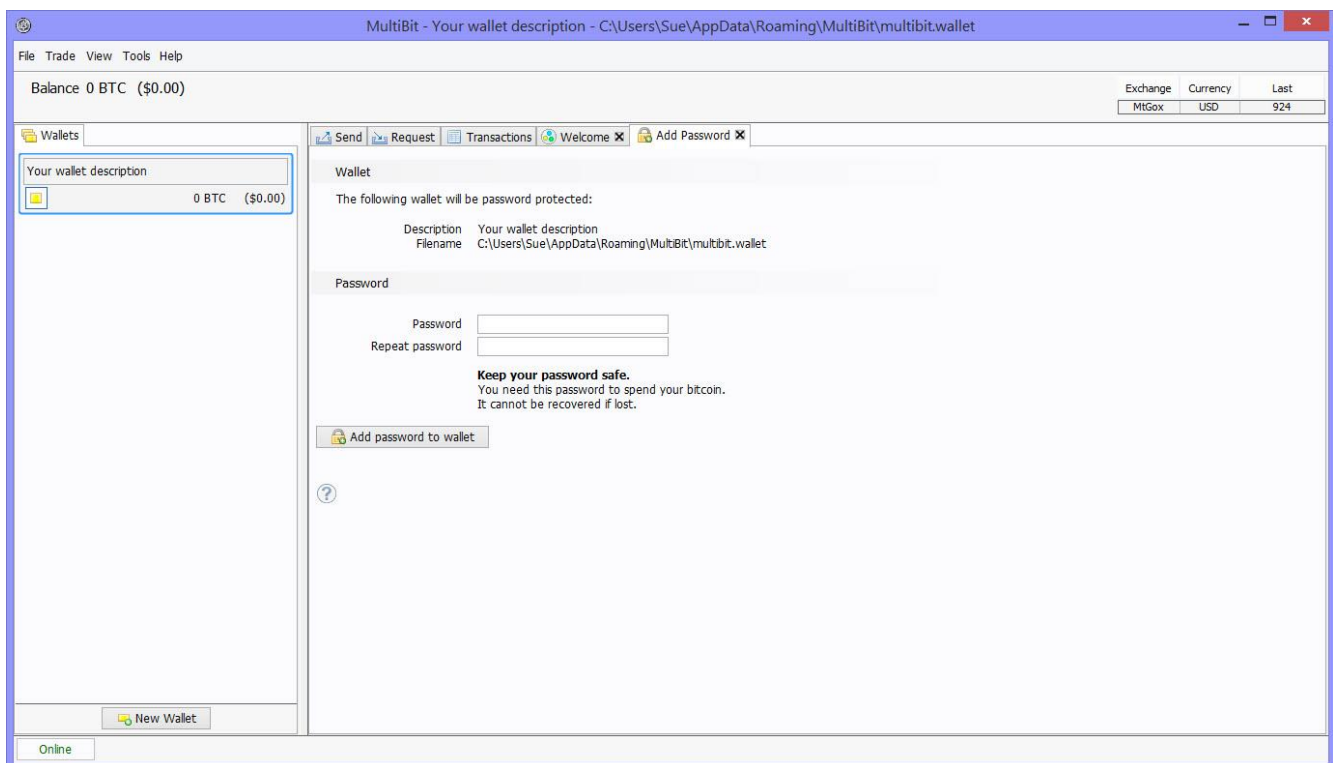 MultiBit - Your wallet description - C:\Users\Sue\AppData\Roaming\MultiBit\multibit.wallet
File Trade View Tools Help
Balance 0 BTC ($0.00)
Exchange Currency Last
MtGox USD 924
Wallets
Your wallet description
0 BTC ($0.00)
New Wallet
Send Request Transactions Welcome Add Password
Wallet
The following wallet will be password protected:
Description Your wallet description
Filename C:\Users\Sue\AppData\Roaming\MultiBit\multibit.wallet
Password
Password
Repeat password
Keep your password safe.
You need this password to spend your bitcoin.
It cannot be recovered if lost.
Add password to wallet
?
Online